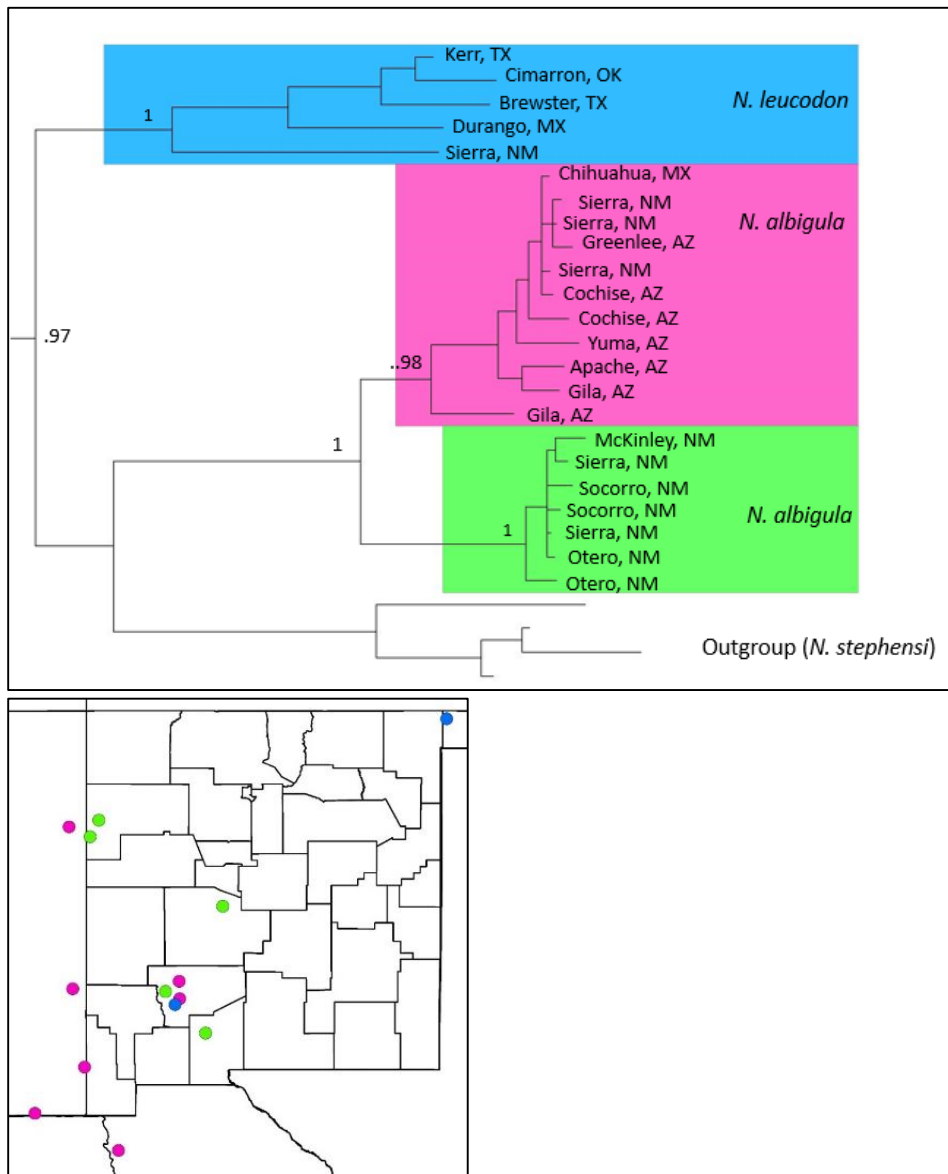 Kerr, TX
Cimarron, OK
Brewster, TX
N. leucodon
1
Durango, MX
Sierra, NM
Chihuahua, MX
Sierra, NM
Sierra, NM
N. albigula
Greenlee, AZ
Sierra, NM
Cochise, AZ
Cochise, AZ
.97
Yuma, AZ
..98
Apache, AZ
Gila, AZ
Gila, AZ
McKinley, NM
1
Sierra, NM
Socorro, NM
Socorro, NM
N. albigula
1
Sierra, NM
Otero, NM
Otero, NM
Outgroup (N. stephensi)